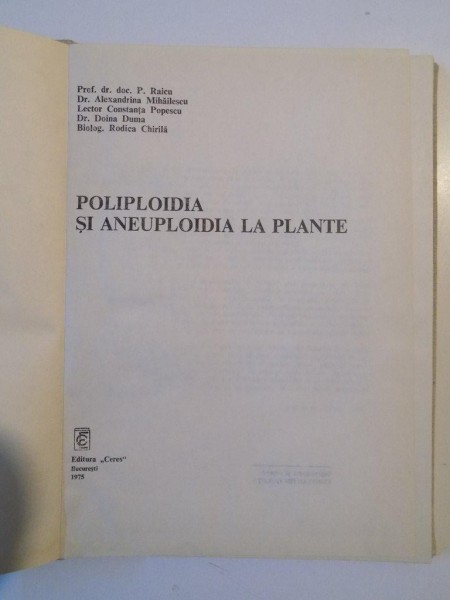 Prof. dr. doc. P. Raicu
Dr. Alexandrina Mihăilescu
Lector Constanța Popescu
Dr. Doina Duma
Biolog. Rodica Chirilă
POLIPLOIDIA
ȘI ANEUPLOIDIA LA PLANTE
Editura „Ceres“
București
1975